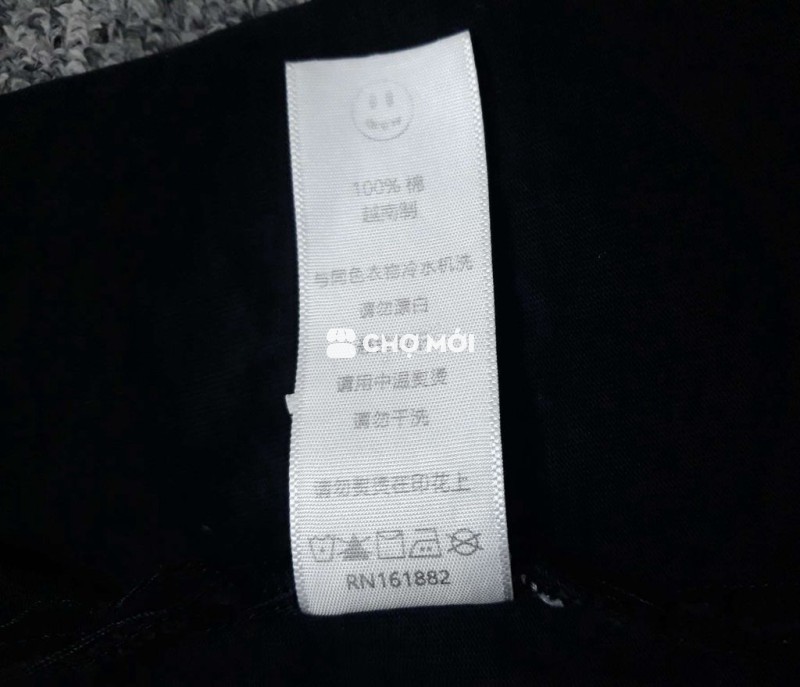 100% 棉
越南制
与同色衣物冷水机洗
请勿漂白
CHỢ MỚI
请用中温熨烫
请勿干洗
请勿熨烫在印花上
RN161882